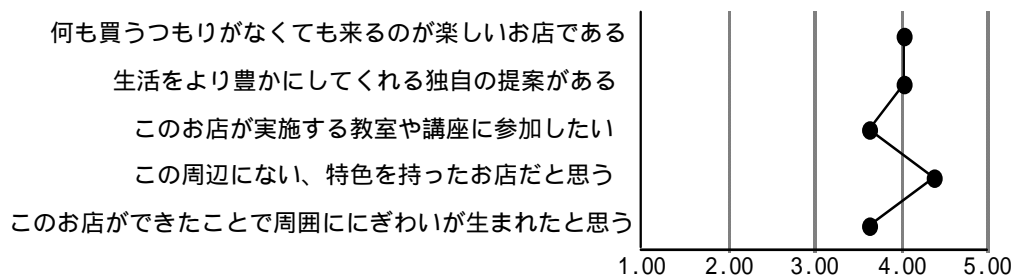 何も買うつもりがなくても来るのが楽しいお店である
生活をより豊かにしてくれる独自の提案がある
このお店が実施する教室や講座に参加したい
この周辺にない、特色を持ったお店だと思う
このお店ができたことで周囲ににぎわいが生まれたと思う
1.00 2.00 3.00 4.00 5.00